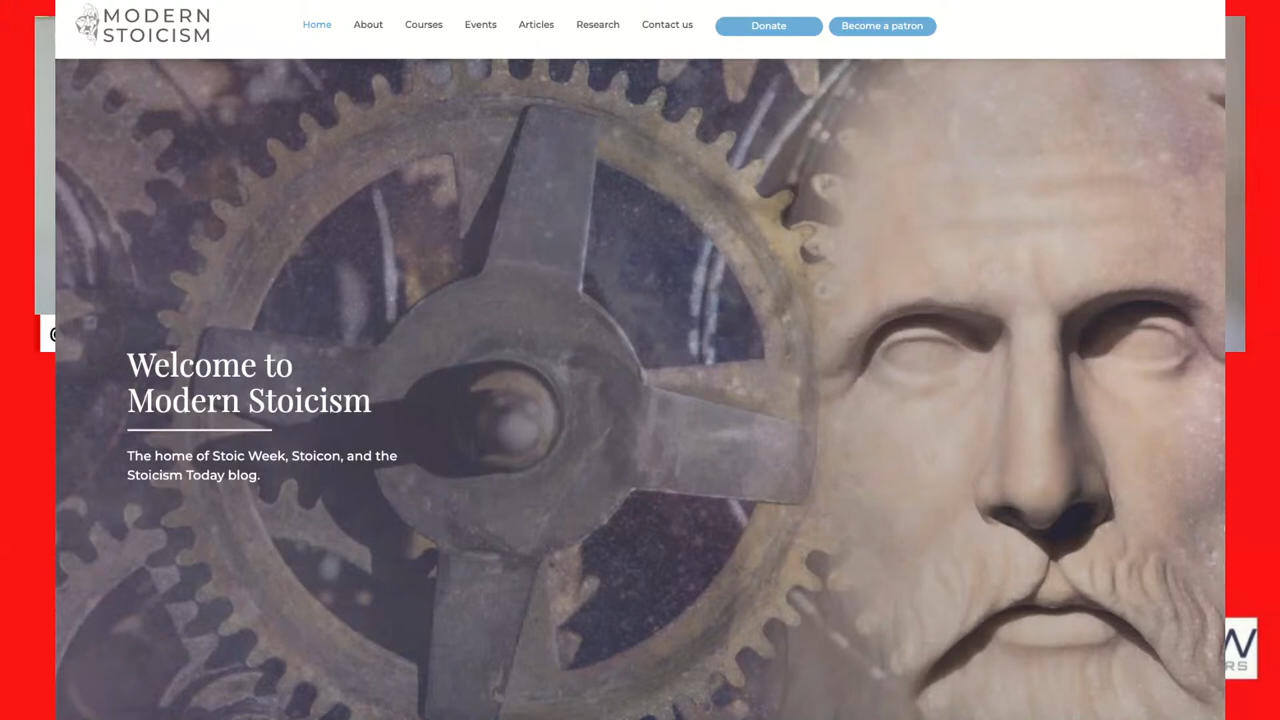 MODERN
STOICISM
Home About Courses Events Articles Research Contact us Donate Become a patron
Welcome to
Modern Stoicism
The home of Stoic Week, Stoicon, and the
Stoicism Today blog.
W
RS